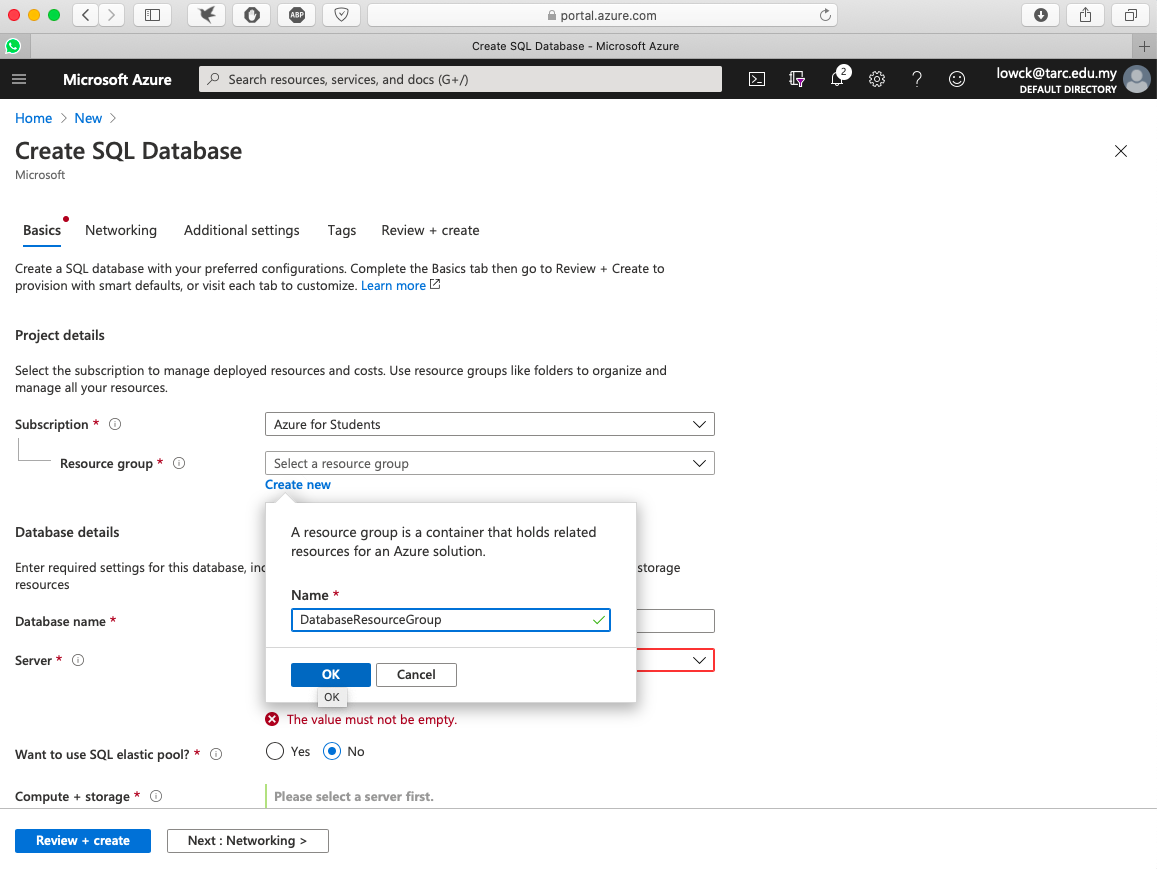 ABP
portal.azure.com
Create SQL Database - Microsoft Azure
Microsoft Azure
Search resources, services, and docs (G+/)
2
lowck@tarc.edu.my
DEFAULT DIRECTORY
Home > New >
Create SQL Database
Microsoft
Basics Networking Additional settings Tags Review + create
Create a SQL database with your preferred configurations. Complete the Basics tab then go to Review + Create to
provision with smart defaults, or visit each tab to customize. Learn more
Project details
Select the subscription to manage deployed resources and costs. Use resource groups like folders to organize and
manage all your resources.
Subscription *
Azure for Students
Resource group *
Select a resource group
Create new
A resource group is a container that holds related
resources for an Azure solution.
Name *
DatabaseResourceGroup
OK Cancel
OK
Database details
Enter required settings for this database, inc storage
resources
Database name *
Server *
The value must not be empty.
Want to use SQL elastic pool? *
Yes No
Compute + storage *
Please select a server first.
Review + create Next : Networking >